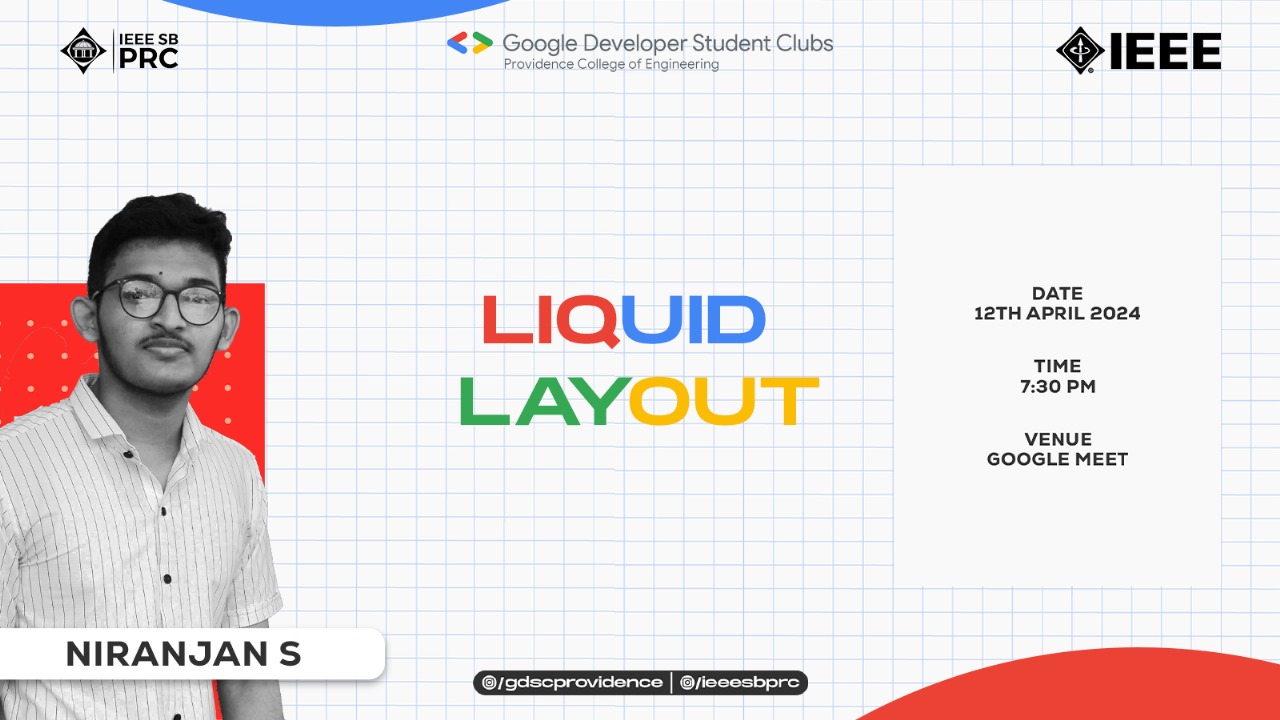 IEEE SB
PRC
Google Developer Student Clubs
Providence College of Engineering
IEEE
LIQUID
LAYOUT
DATE
12TH APRIL 2024
TIME
7:30 PM
VENUE
GOOGLE MEET
NIRANJAN S
/gdscprovidence | /ieeesbprc